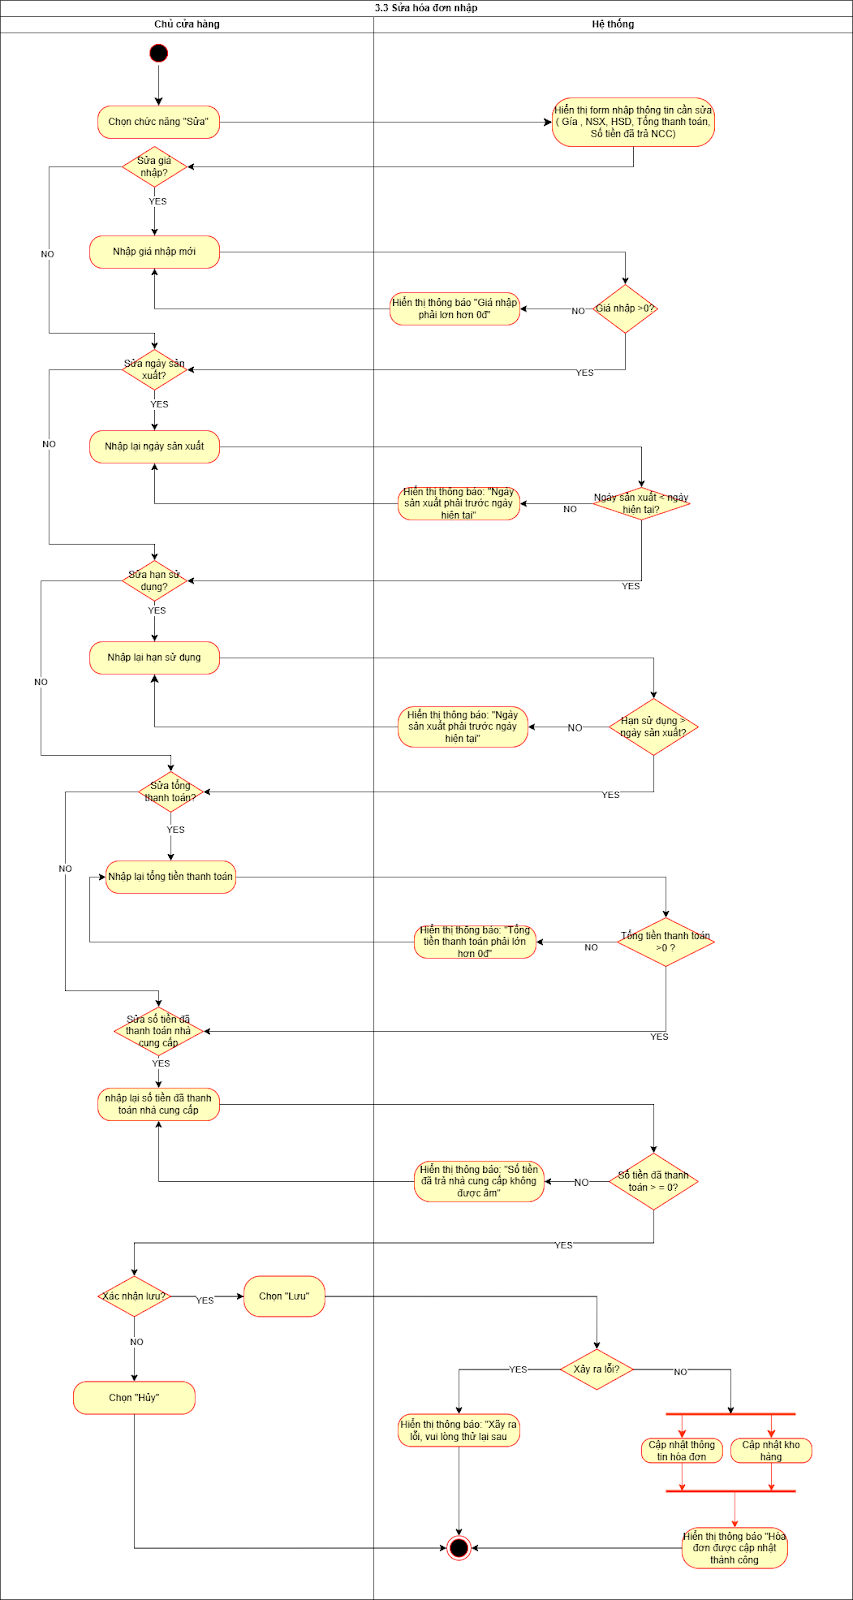 3.3 Sửa hóa đơn nhập
Chủ cửa hàng
Hệ thống
Chọn chức năng "Sửa"
Hiển thị form nhập thông tin cần sửa
( Gía , NSX, HSD, Tổng thanh toán,
Số tiền đã trả NCC)
Sửa giá
nhập?
YES
NO
Nhập giá nhập mới
Hiển thị thông báo "Giá nhập
phải lơn hơn 0đ"
NO
Giá nhập >0?
YES
Sửa ngày sản
xuất?
YES
NO
Nhập lại ngày sản xuất
Hiển thị thông báo: "Ngày
sản xuất phải trước ngày
hiện tại"
NO
Ngày sản xuất < ngày
hiện tại?
YES
Sửa hạn sử
dụng?
YES
NO
Nhập lại hạn sử dụng
Hiển thị thông báo: "Ngày
sản xuất phải trước ngày
hiện tại"
NO
Hạn sử dụng >
ngày sản xuất?
YES
Sửa tổng
thanh toán?
YES
NO
Nhập lại tổng tiền thanh toán
Hiển thị thông báo: "Tổng
tiền thanh toán phải lớn
hơn 0đ"
NO
Tổng tiền thanh toán
>0 ?
YES
Sửa số tiền đã
thanh toán nhà
cung cấp
YES
nhập lại số tiền đã thanh
toán nhà cung cấp
Hiển thị thông báo: "Số tiền
đã trả nhà cung cấp không
được âm"
NO
Số tiền đã thanh
toán > = 0?
YES
Xác nhận lưu?
YES
Chọn "Lưu"
NO
Chọn "Hủy"
Xảy ra lỗi?
YES
NO
Hiển thị thông báo: "Xãy ra
lỗi, vui lòng thử lại sau
Cập nhật thông
tin hóa đơn
Cập nhật kho
hàng
Hiển thị thông báo "Hóa
đơn được cập nhật
thành công